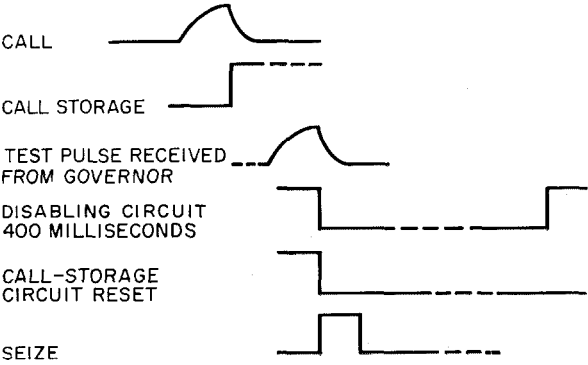 CALL
CALL STORAGE
TEST PULSE RECEIVED
FROM GOVERNOR
DISABLING CIRCUIT
400 MILLISECONDS
CALL-STORAGE
CIRCUIT RESET
SEIZE